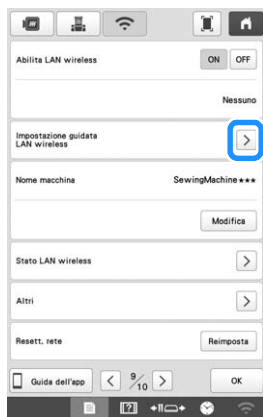 Abilita LAN wireless
ON OFF
Nessuno
Impostazione guidata
LAN wireless
Nome macchina
SewingMachine★★★
Modifica
Stato LAN wireless
Altri
Resett. rete
Reimposta
Guida dell'app
9/10
OK